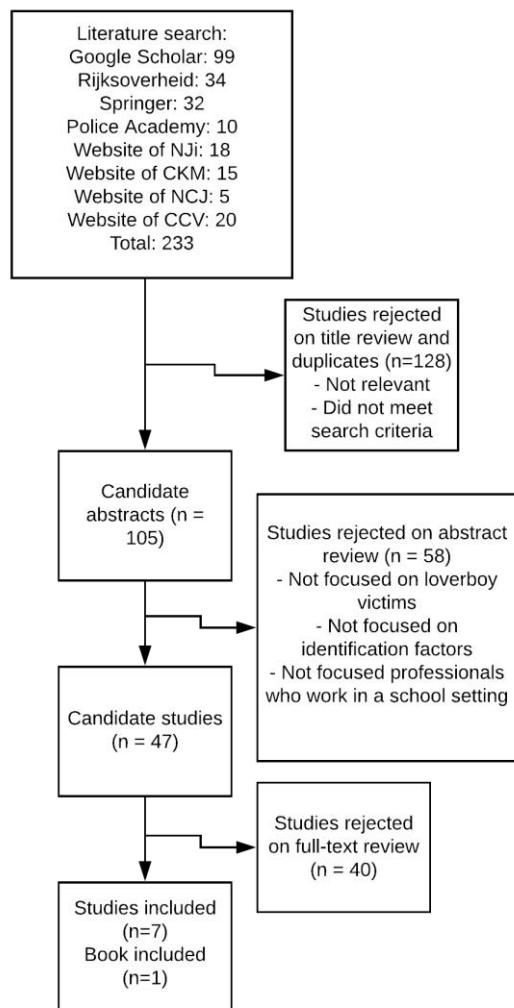 Literature search:
Google Scholar: 99
Rijksoverheid: 34
Springer: 32
Police Academy: 10
Website of NJi: 18
Website of CKM: 15
Website of NCJ: 5
Website of CCV: 20
Total: 233
Studies rejected
on title review and
duplicates (n=128)
- Not relevant
- Did not meet
search criteria
Candidate
abstracts (n =
105)
Studies rejected on abstract
review (n = 58)
- Not focused on loverboy
victims
- Not focused on
identification factors
- Not focused professionals
who work in a school setting
Candidate studies
(n = 47)
Studies rejected
on full-text review
(n = 40)
Studies included
(n=7)
Book included
(n=1)